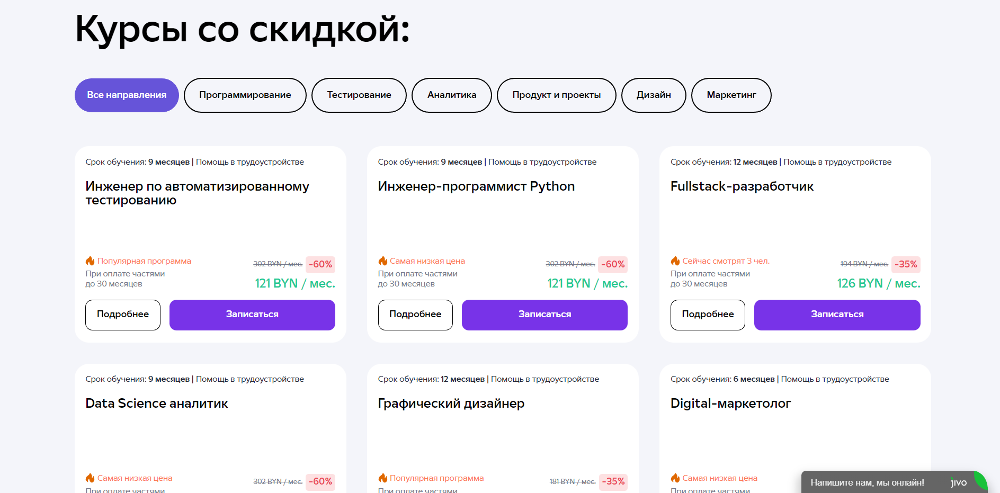 Курсы со скидкой:
Все направления
Программирование
Тестирование
Аналитика
Продукт и проекты
Дизайн
Маркетинг
Срок обучения: 9 месяцев | Помощь в трудоустройстве
Инженер по автоматизированному
тестированию
Популярная программа
При оплате частями
до 30 месяцев
302 BYN / мес. -60%
121 BYN / мес.
Подробнее
Записаться
Срок обучения: 9 месяцев | Помощь в трудоустройстве
Инженер-программист Python
Самая низкая цена
При оплате частями
до 30 месяцев
302 BYN / мес. -60%
121 BYN / мес.
Подробнее
Записаться
Срок обучения: 12 месяцев | Помощь в трудоустройстве
Fullstack-разработчик
Сейчас смотрят 3 чел.
При оплате частями
до 30 месяцев
194 BYN / мес. -35%
126 BYN / мес.
Подробнее
Записаться
Срок обучения: 9 месяцев | Помощь в трудоустройстве
Data Science аналитик
Самая низкая цена
302 BYN / мес. -60%
При оплате частями
Срок обучения: 12 месяцев | Помощь в трудоустройстве
Графический дизайнер
Популярная программа
181 BYN / мес. -35%
При оплате частями
Срок обучения: 6 месяцев | Помощь в трудоустройстве
Digital-маркетолог
Самая низкая цена
При оплате частями
Напишите нам, мы онлайн!
jivo